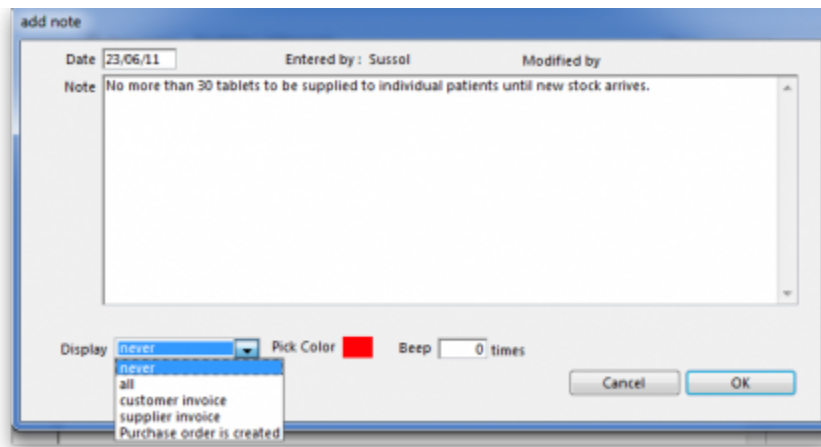 add note
Date 23/06/11 Entered by : Sussol Modified by
Note No more than 30 tablets to be supplied to individual patients until new stock arrives.
Display never Pick Color Beep 0 times
never
all
customer invoice
supplier invoice
Purchase order is created
Cancel OK